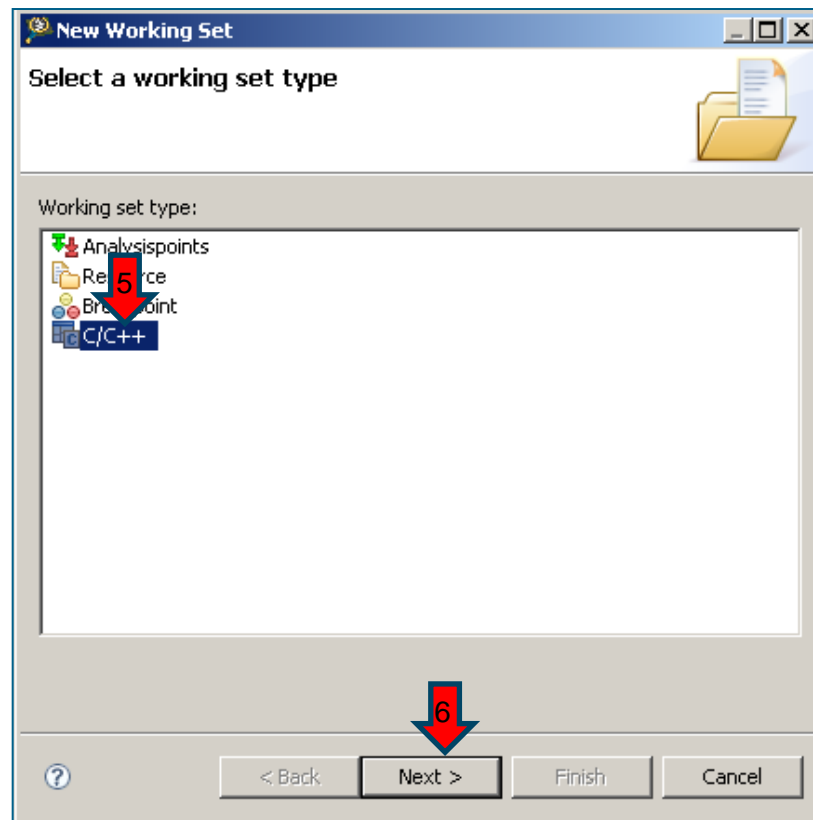 New Working Set
Select a working set type
Working set type:
Analysispoints
5
C/C++
6
< Back Next > Finish Cancel